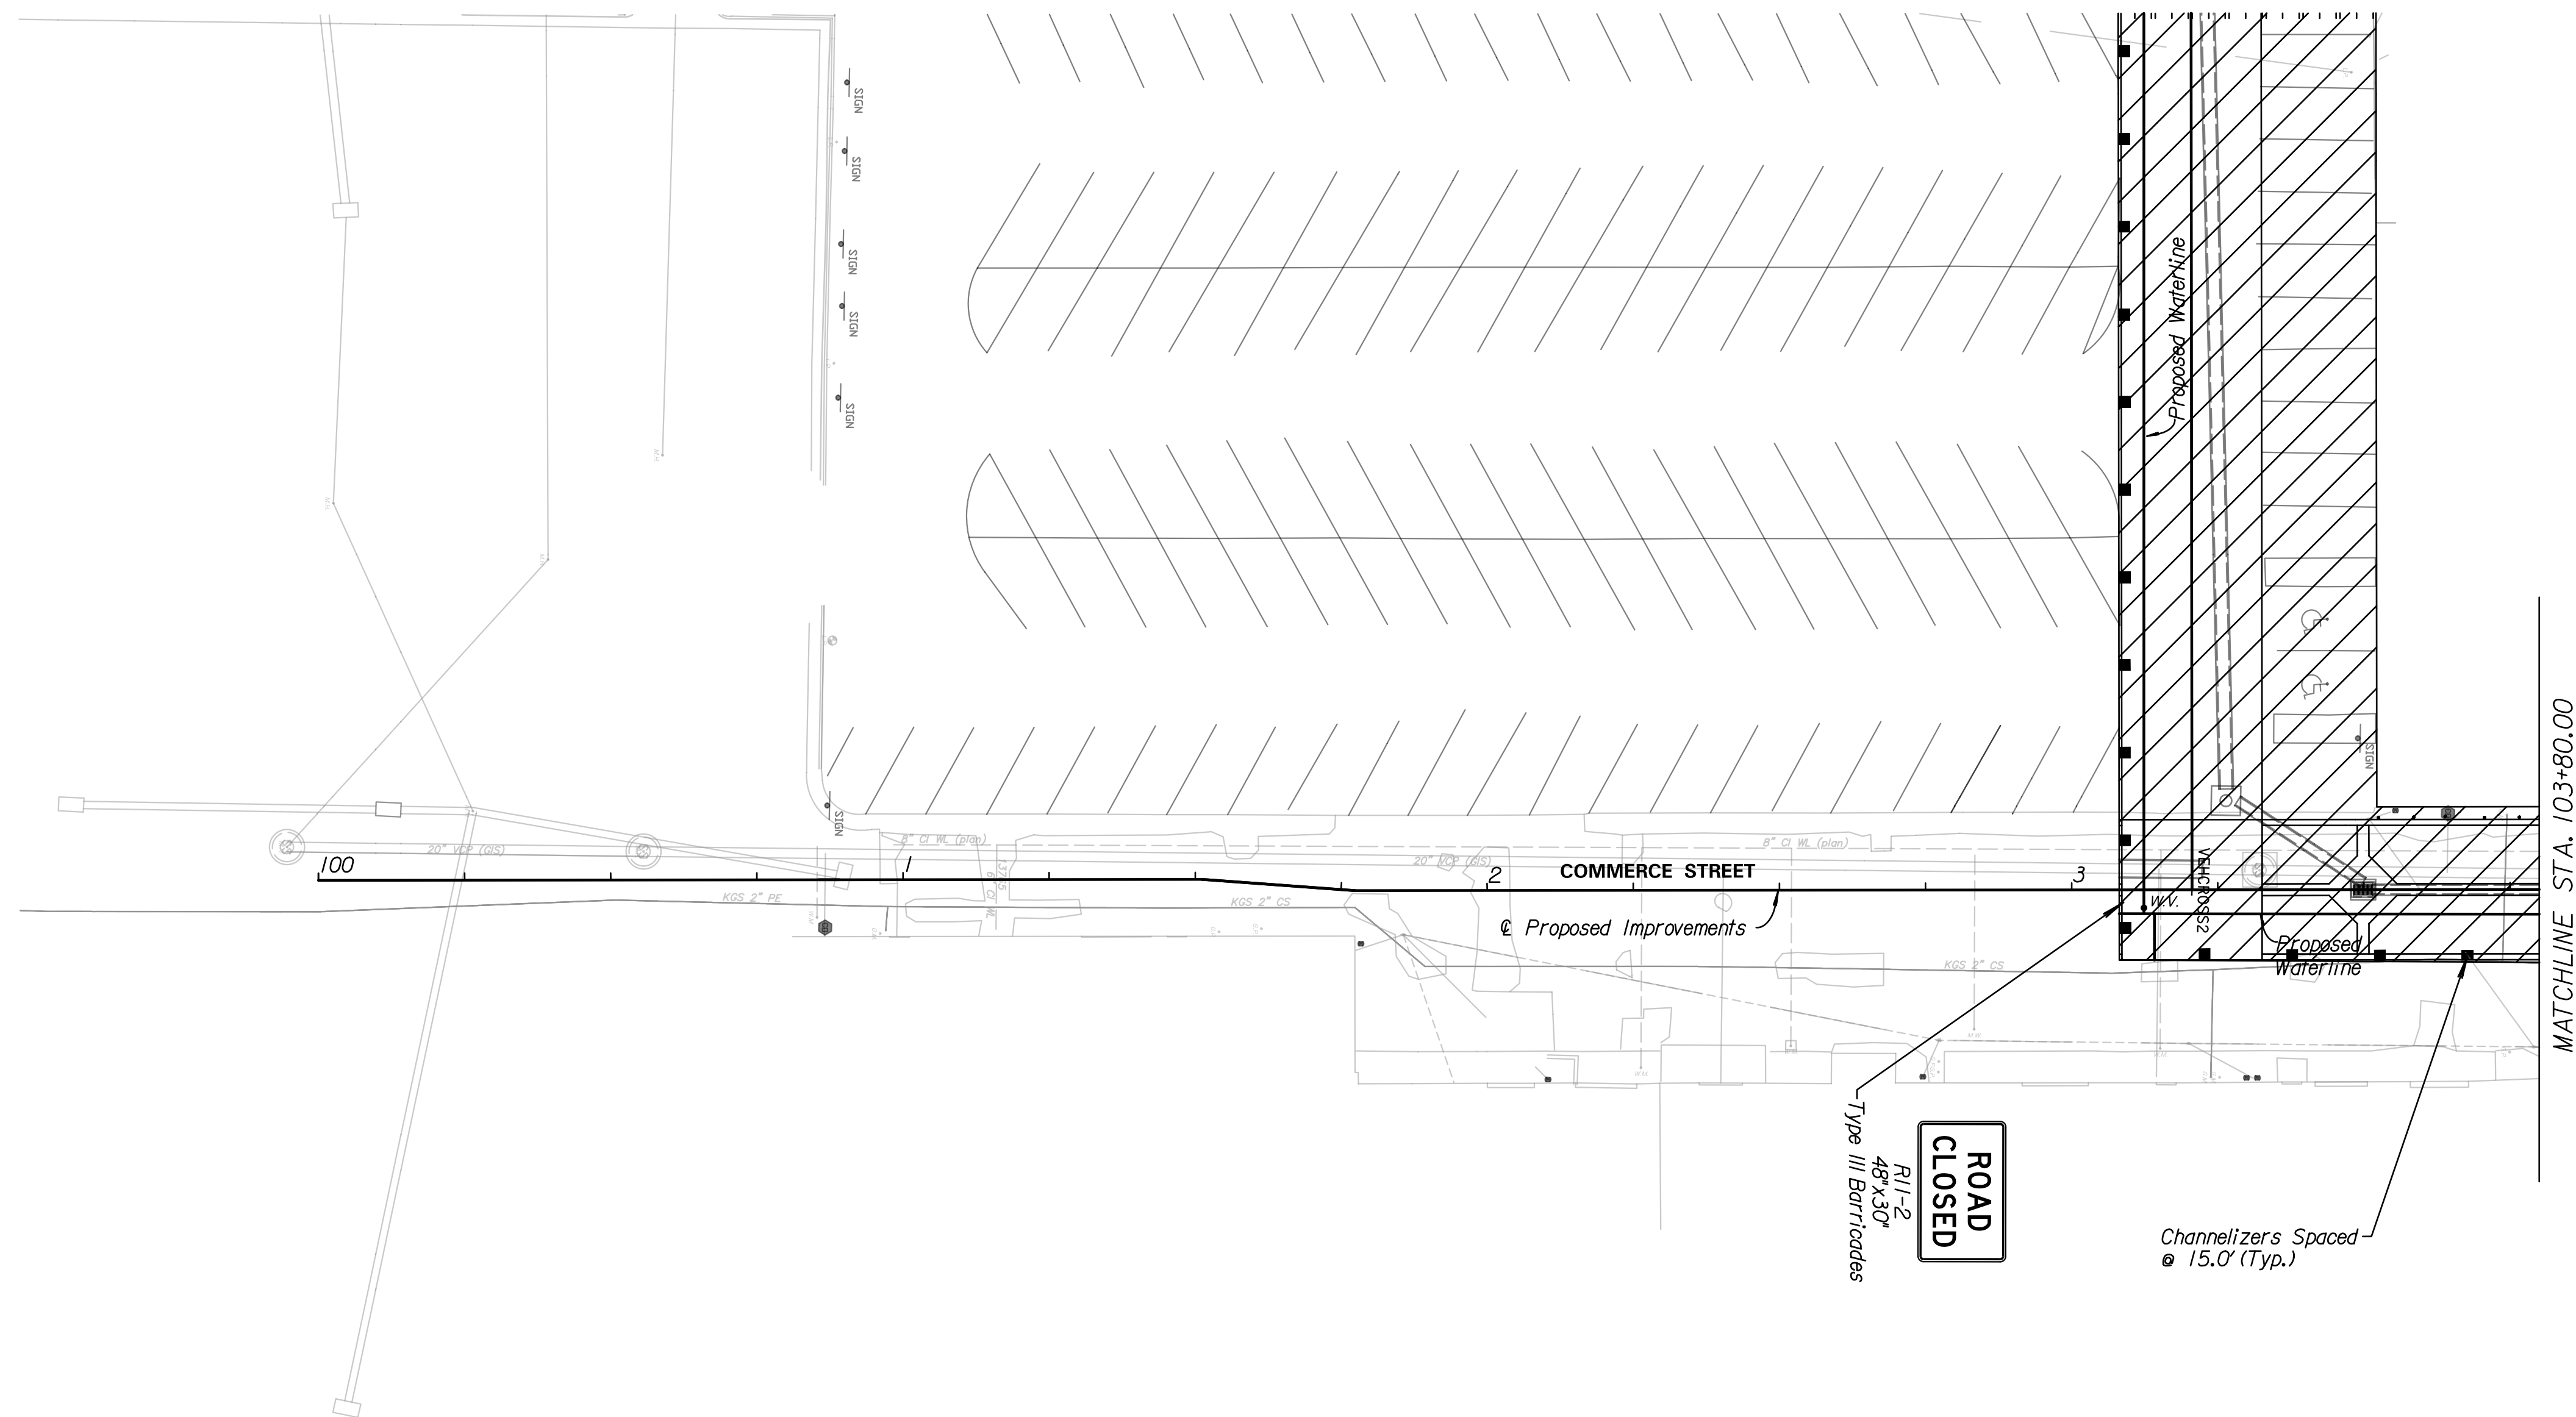 SIGN
SIGN
SIGN
SIGN
SIGN
Proposed Waterline
SIGN
SIGN
MATCHLINE STA. 103+80.00
100
1
2
3
20" VCP (GIS)
8" CI WL (plan)
20" VCP (GIS)
8" CI WL (plan)
COMMERCE STREET
VEHCROSS2
W.V.
6" CI WL
KGS 2" PE
KGS 2" CS
KGS 2" CS
℄ Proposed Improvements
Proposed
Waterline
Type III Barricades
R11-2
48"x30"
ROAD
CLOSED
Channelizers Spaced
@ 15.0' (Typ.)